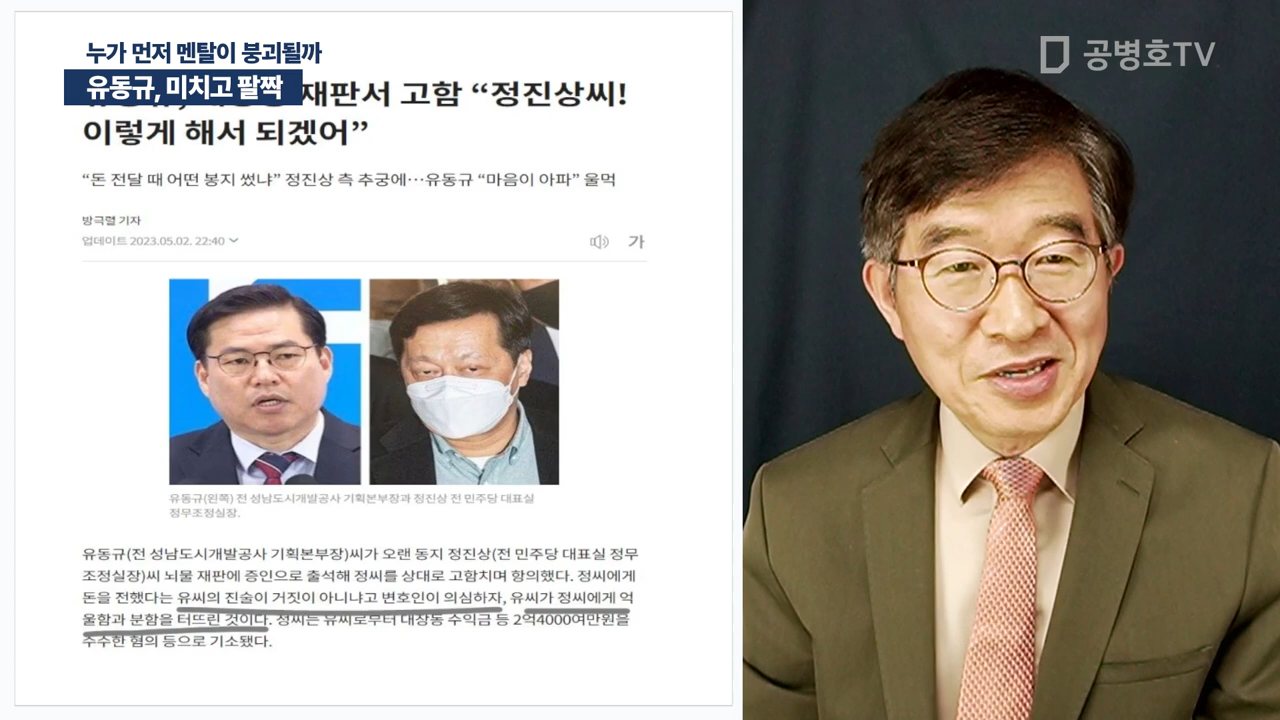 누가 먼저 멘탈이 붕괴될까
유동규, 미치고 팔짝
재판서 고함 “정진상씨!
이렇게 해서 되겠어”
“돈 전달 때 어떤 봉지 썼냐” 정진상 측 추궁에…유동규 “마음이 아파” 울먹
방극렬 기자
업데이트 2023.05.02. 22:40
가
유동규(왼쪽) 전 성남도시개발공사 기획본부장과 정진상 전 민주당 대표실
정무조정실장.
유동규(전 성남도시개발공사 기획본부장)씨가 오랜 동지 정진상(전 민주당 대표실 정무
조정실장)씨 뇌물 재판에 증인으로 출석해 정씨를 상대로 고함치며 항의했다. 정씨에게
돈을 전했다는 유씨의 진술이 거짓이 아니냐고 변호인이 의심하자, 유씨가 정씨에게 억
울함과 분함을 터뜨린 것이다. 정씨는 유씨로부터 대장동 수익금 등 2억4000여만원을
수수한 혐의 등으로 기소됐다.
공병호TV